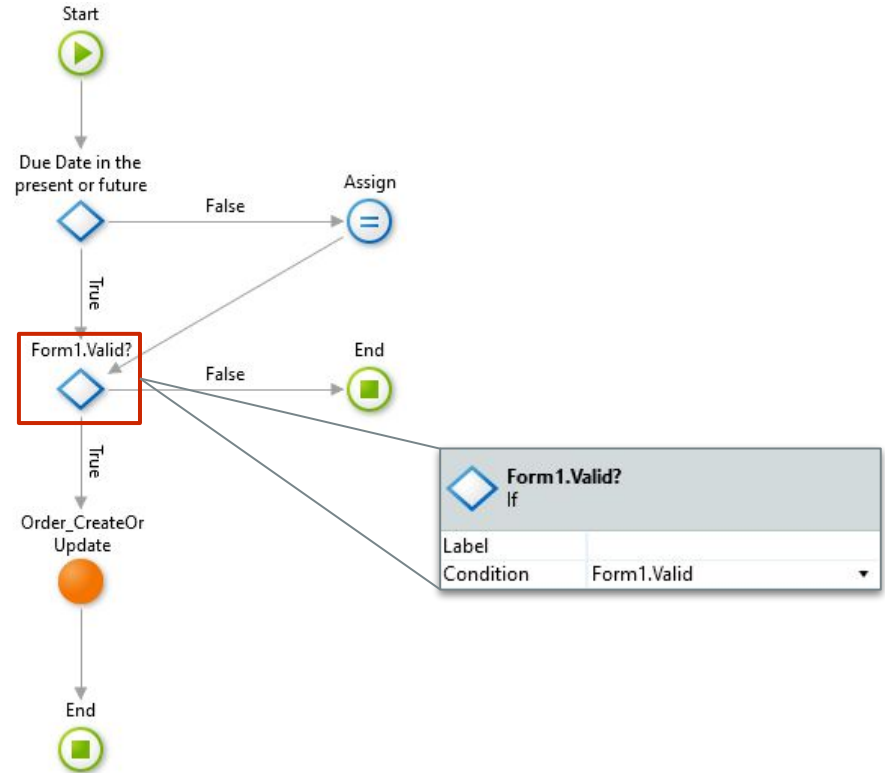 Start
Due Date in the
present or future
False
Assign
True
Form1.Valid?
False
End
True
Form1.Valid?
If
Label
Condition Form1.Valid
Order_CreateOr
Update
End